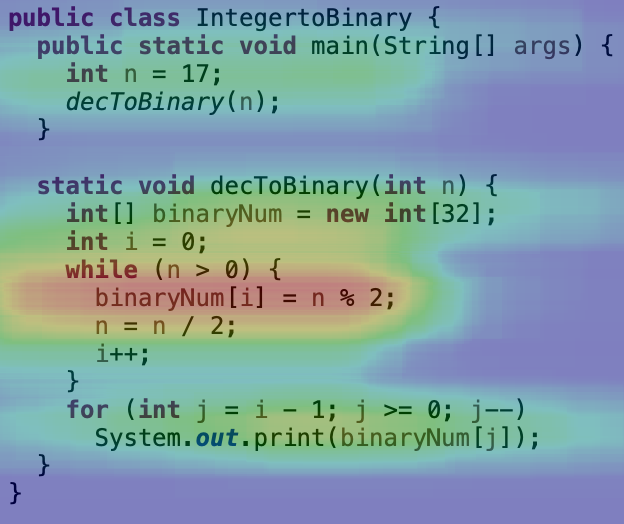 public class IntegertoBinary {
  public static void main(String[] args) {
    int n = 17;
    decToBinary(n);
  }

  static void decToBinary(int n) {
    int[] binaryNum = new int[32];
    int i = 0;
    while (n > 0) {
      binaryNum[i] = n % 2;
      n = n / 2;
      i++;
    }
    for (int j = i - 1; j >= 0; j--)
      System.out.print(binaryNum[j]);
  }
}